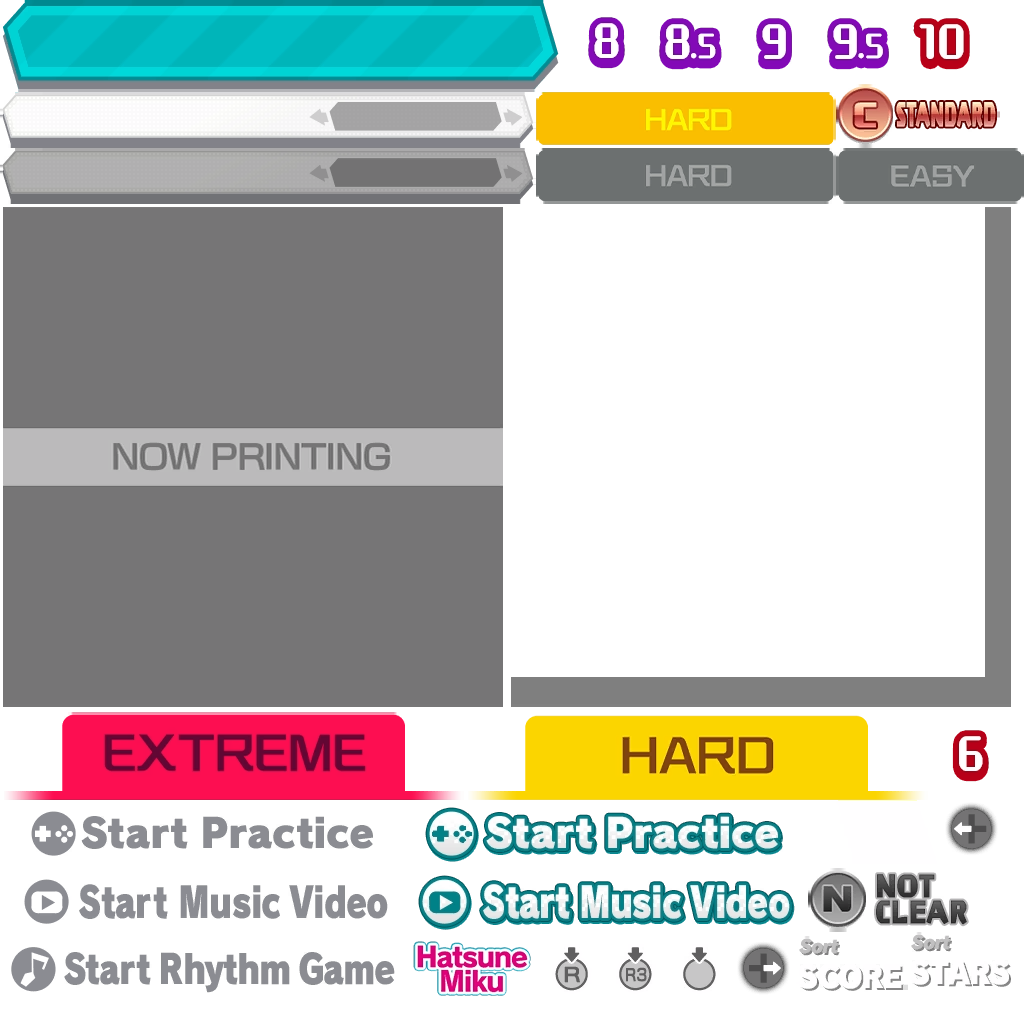 8 8.5 9 9.5 10
HARD C STANDARD
HARD EASY
NOW PRINTING
EXTREME HARD 6
Start Practice Start Practice
Start Music Video Start Music Video N NOT CLEAR
Start Rhythm Game Hatsune Miku R R3 Sort SCORE Sort STARS